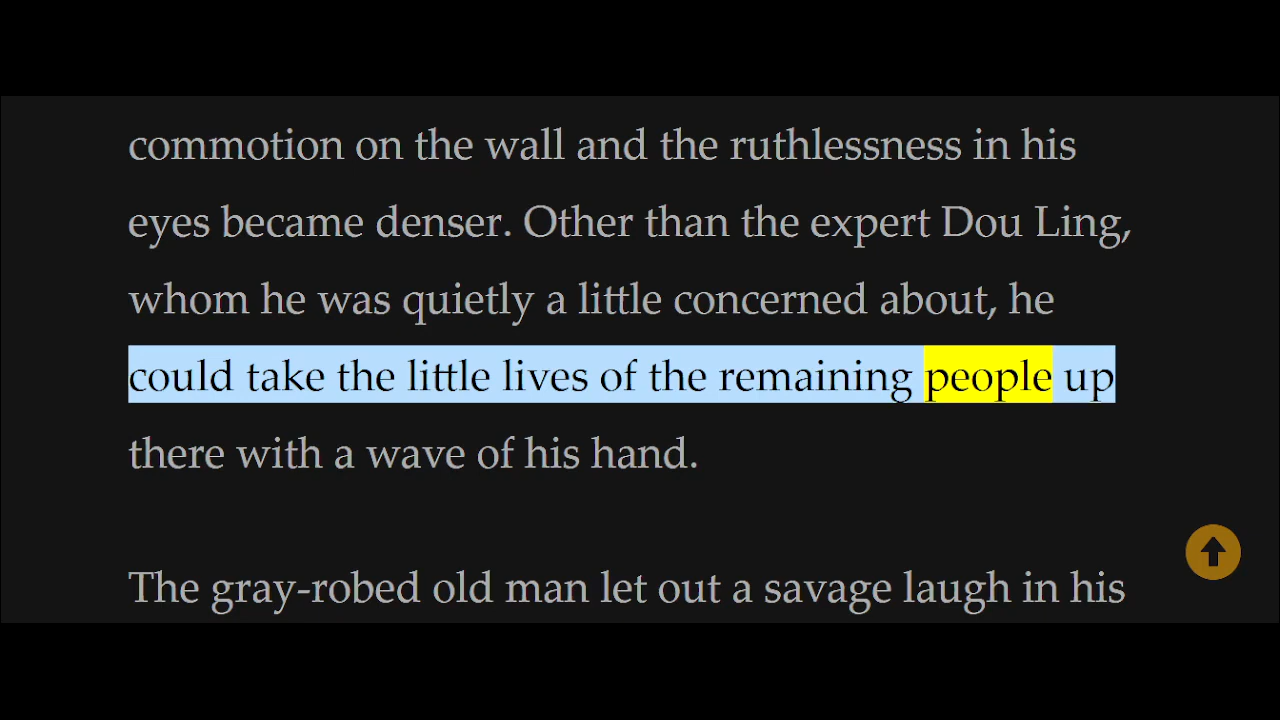 commotion on the wall and the ruthlessness in his
eyes became denser. Other than the expert Dou Ling,
whom he was quietly a little concerned about, he
could take the little lives of the remaining people up
there with a wave of his hand.
The gray-robed old man let out a savage laugh in his